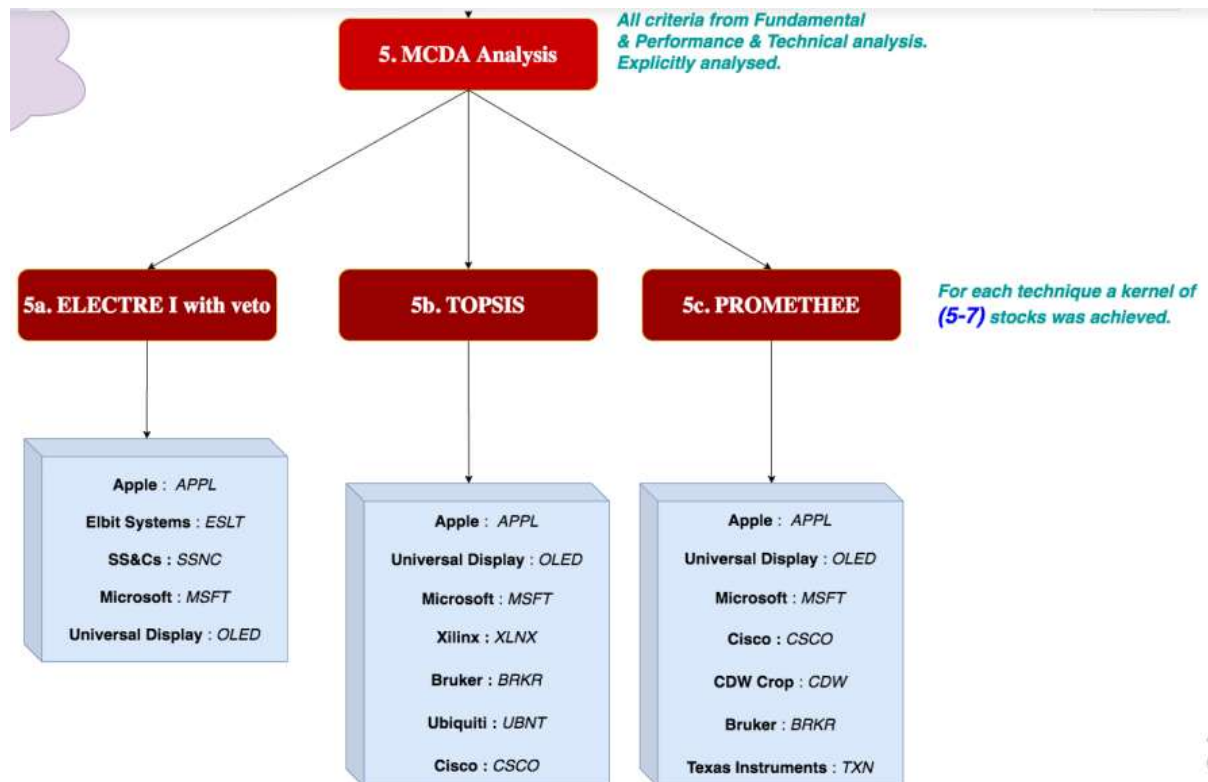 5. MCDA Analysis
All criteria from Fundamental
& Performance & Technical analysis.
Explicitly analysed.
5a. ELECTRE I with veto
5b. TOPSIS
5c. PROMETHEE
For each technique a kernel of
(5-7) stocks was achieved.
Apple : APPL
Elbit Systems : ESLT
SS&Cs : SSNC
Microsoft : MSFT
Universal Display : OLED
Apple : APPL
Universal Display : OLED
Microsoft : MSFT
Xilinx : XLNX
Bruker : BRKR
Ubiquiti : UBNT
Cisco : CSCO
Apple : APPL
Universal Display : OLED
Microsoft : MSFT
Cisco : CSCO
CDW Crop : CDW
Bruker : BRKR
Texas Instruments : TXN